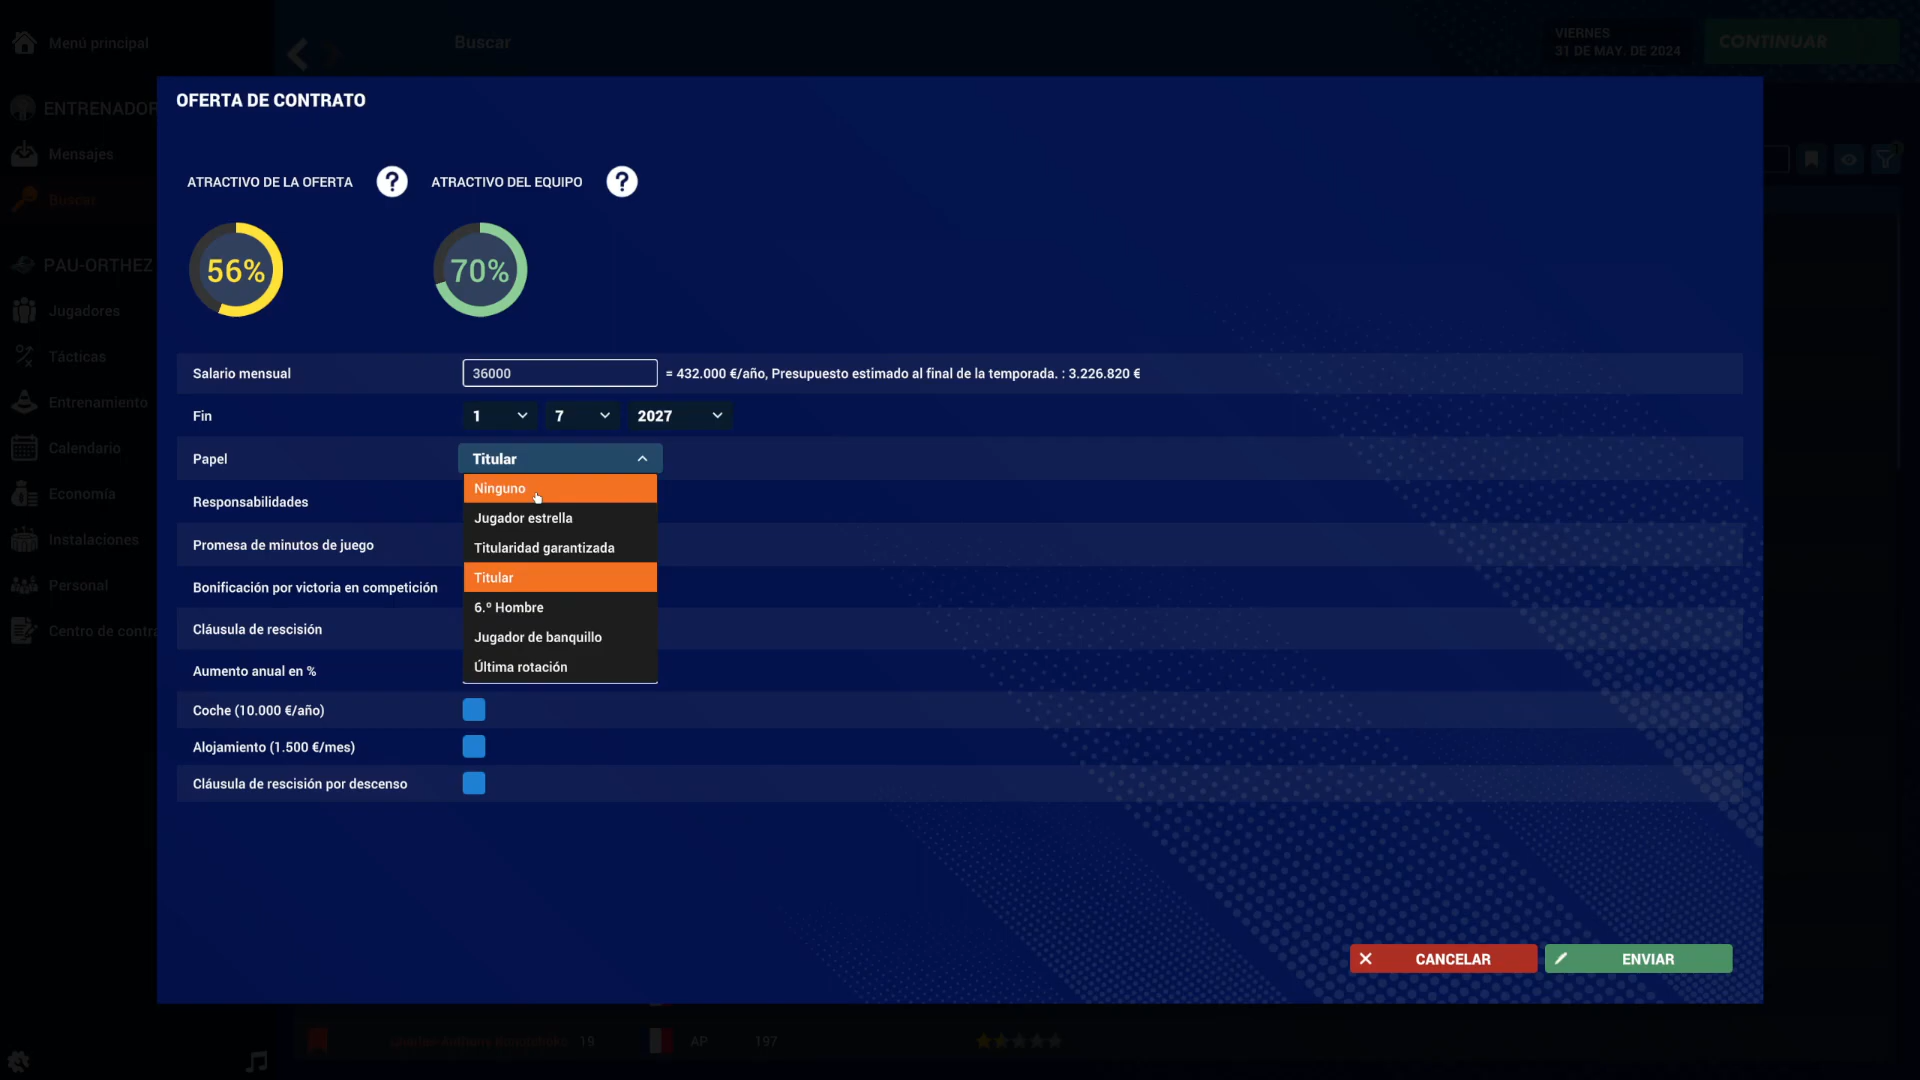 Menú principal
Buscar
VIERNES
31 DE MAY. DE 2024
CONTINUAR
OFERTA DE CONTRATO
ENTRENADOR
Mensajes
Buscar
PAU-ORTHEZ
Jugadores
Tácticas
Entrenamiento
Calendario
Economía
Instalaciones
Personal
Centro de contra
ATRACTIVO DE LA OFERTA ?
ATRACTIVO DEL EQUIPO ?
56%
70%
Salario mensual 36000 = 432.000 €/año, Presupuesto estimado al final de la temporada. : 3.226.820 €
Fin 1 7 2027
Papel Titular
Ninguno
Responsabilidades
Jugador estrella
Promesa de minutos de juego
Titularidad garantizada
Titular
Bonificación por victoria en competición
6.º Hombre
Cláusula de rescisión
Jugador de banquillo
Aumento anual en %
Última rotación
Coche (10.000 €/año)
Alojamiento (1.500 €/mes)
Cláusula de rescisión por descenso
CANCELAR
ENVIAR
19 AP 197